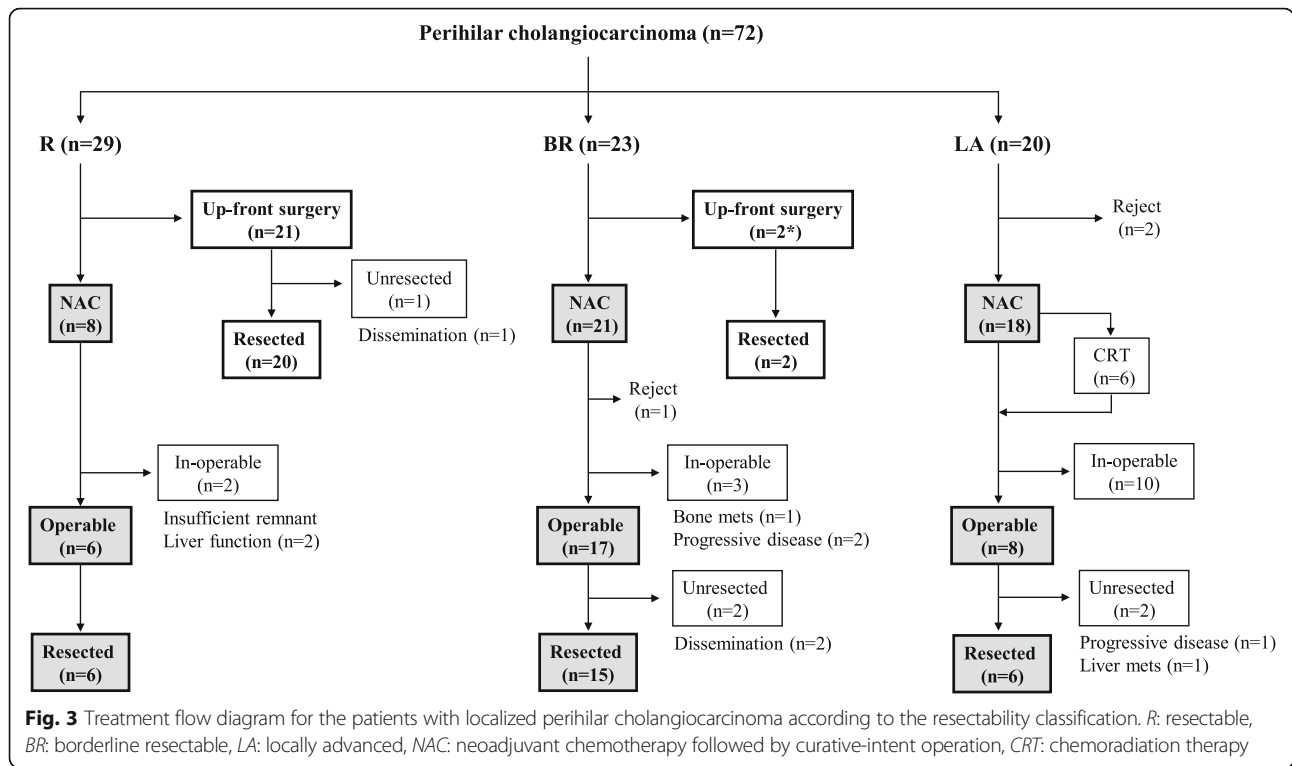 Perihilar cholangiocarcinoma (n=72)
R (n=29)
BR (n=23)
LA (n=20)
Up-front surgery
(n=21)
Unresected
(n=1)
Dissemination (n=1)
Resected
(n=20)
NAC
(n=8)
In-operable
(n=2)
Insufficient remnant
Liver function (n=2)
Operable
(n=6)
Resected
(n=6)
Up-front surgery
(n=2*)
Resected
(n=2)
NAC
(n=21)
Reject
(n=1)
In-operable
(n=3)
Bone mets (n=1)
Progressive disease (n=2)
Operable
(n=17)
Unresected
(n=2)
Dissemination (n=2)
Resected
(n=15)
Reject
(n=2)
NAC
(n=18)
CRT
(n=6)
In-operable
(n=10)
Operable
(n=8)
Unresected
(n=2)
Progressive disease (n=1)
Liver mets (n=1)
Resected
(n=6)
Fig. 3 Treatment flow diagram for the patients with localized perihilar cholangiocarcinoma according to the resectability classification. R: resectable,
BR: borderline resectable, LA: locally advanced, NAC: neoadjuvant chemotherapy followed by curative-intent operation, CRT: chemoradiation therapy